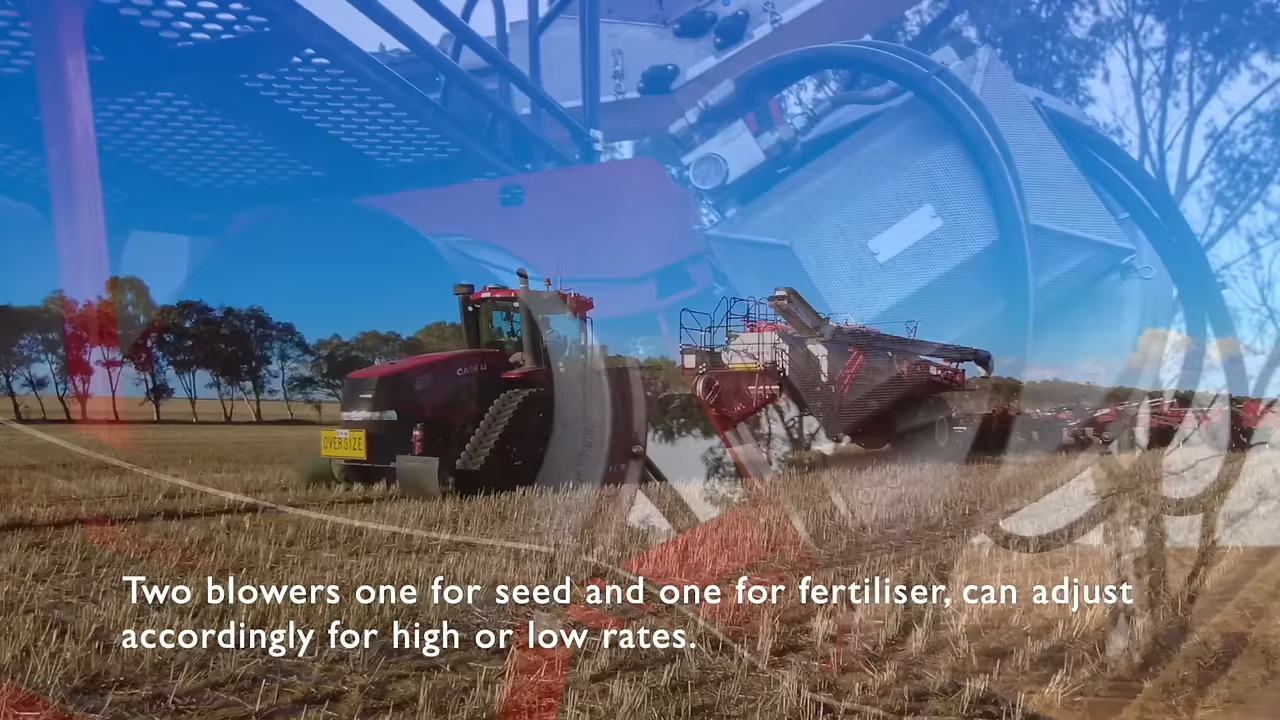 CASE IH
OVERSIZE
Two blowers one for seed and one for fertiliser, can adjust
accordingly for high or low rates.